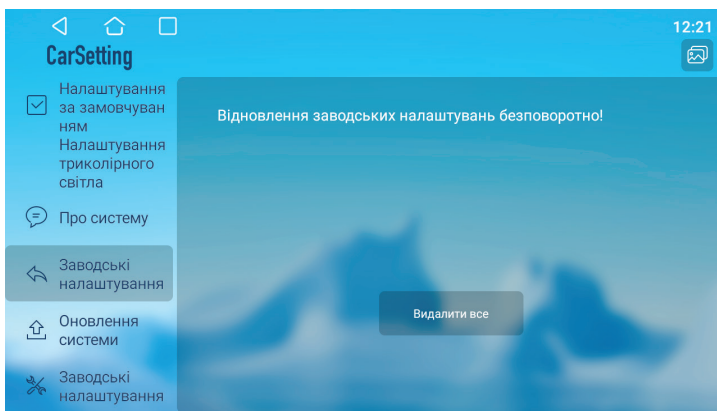 12:21
CarSetting
Налаштування
за замовчуван
ням
Налаштування
триколірного
світла
Про систему
Заводські
налаштування
Оновлення
системи
Заводські
налаштування
Відновлення заводських налаштувань безповоротно!
Видалити все